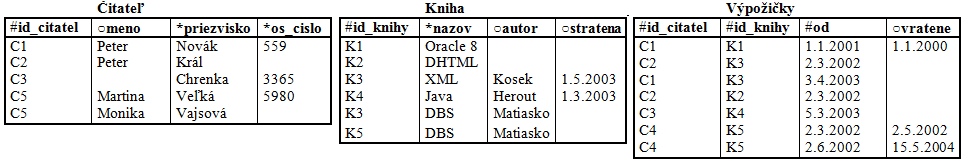 Čitateľ
#id_citatel ○meno *priezvisko *os_cislo
C1 Peter Novák 559
C2 Peter Král
C3 Chrenka 3365
C5 Martina Veľká 5980
C5 Monika Vajsová
Kniha
#id_knihy *nazov ○autor ○stratena
K1 Oracle 8
K2 DHTML
K3 XML Kosek 1.5.2003
K4 Java Herout 1.3.2003
K3 DBS Matiasko
K5 DBS Matiasko
Výpožičky
#id_citatel #id_knihy #od ○vratene
C1 K1 1.1.2001 1.1.2000
C2 K3 2.3.2002
C1 K3 3.4.2003
C2 K2 2.3.2002
C3 K4 5.3.2003
C4 K5 2.3.2002 2.5.2002
C4 K5 2.6.2002 15.5.2004